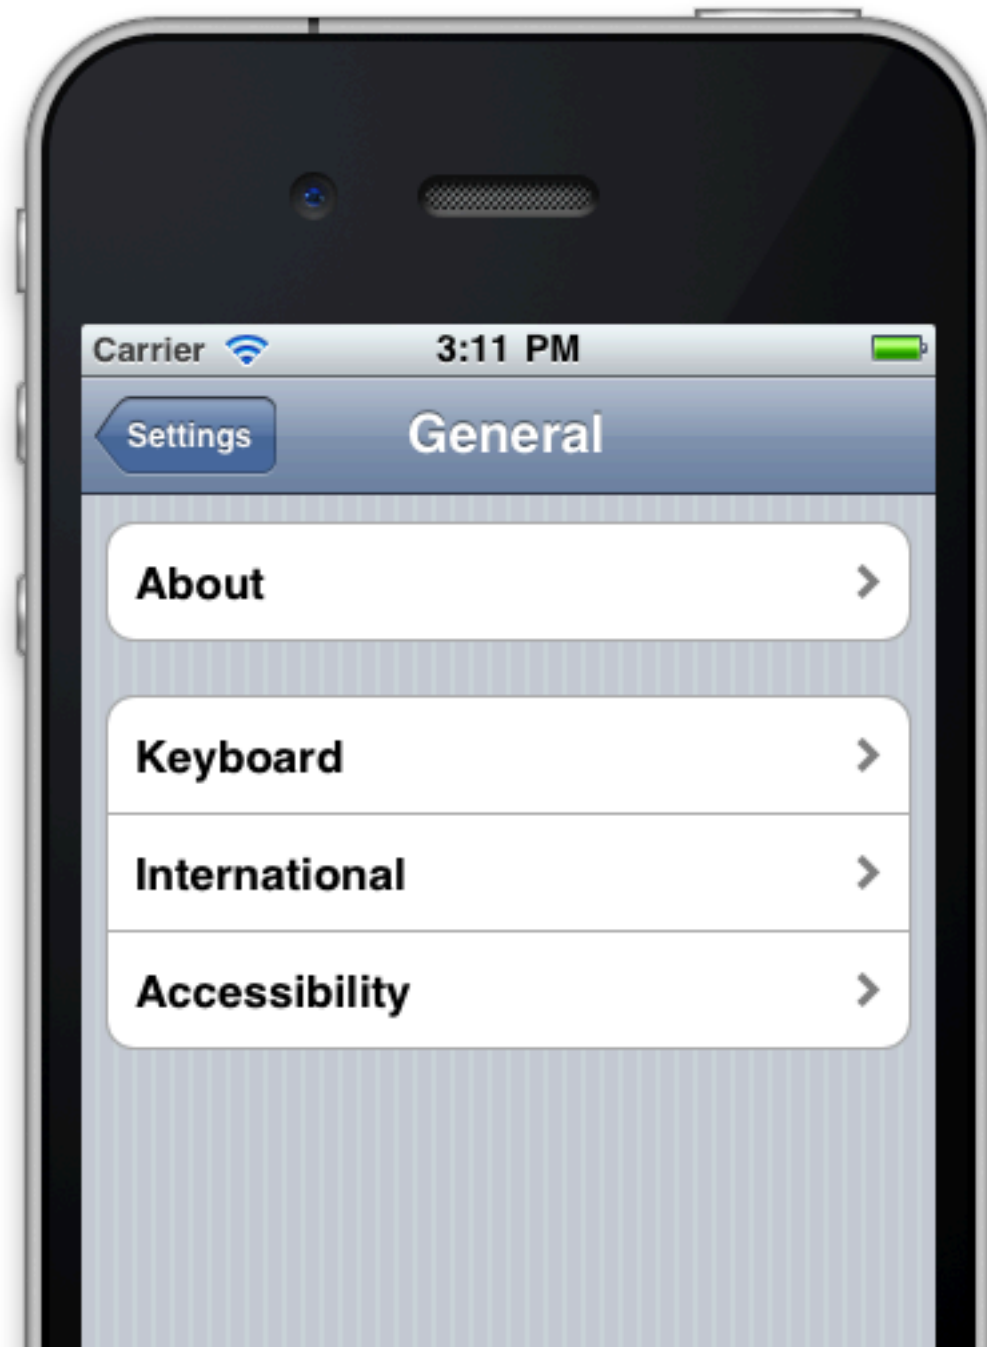 Carrier 3:11 PM
Settings General
About
Keyboard
International
Accessibility